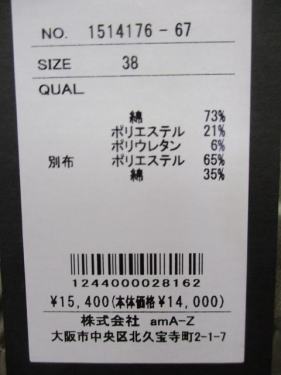 NO. 1514176-67
SIZE 38
QUAL
綿 73%
ポリエステル 21%
ポリウレタン 6%
別布 ポリエステル 65%
綿 35%
1244000028162
¥15,400(本体価格¥14,000)
株式会社 amA-Z
大阪市中央区北久宝寺町2-1-7